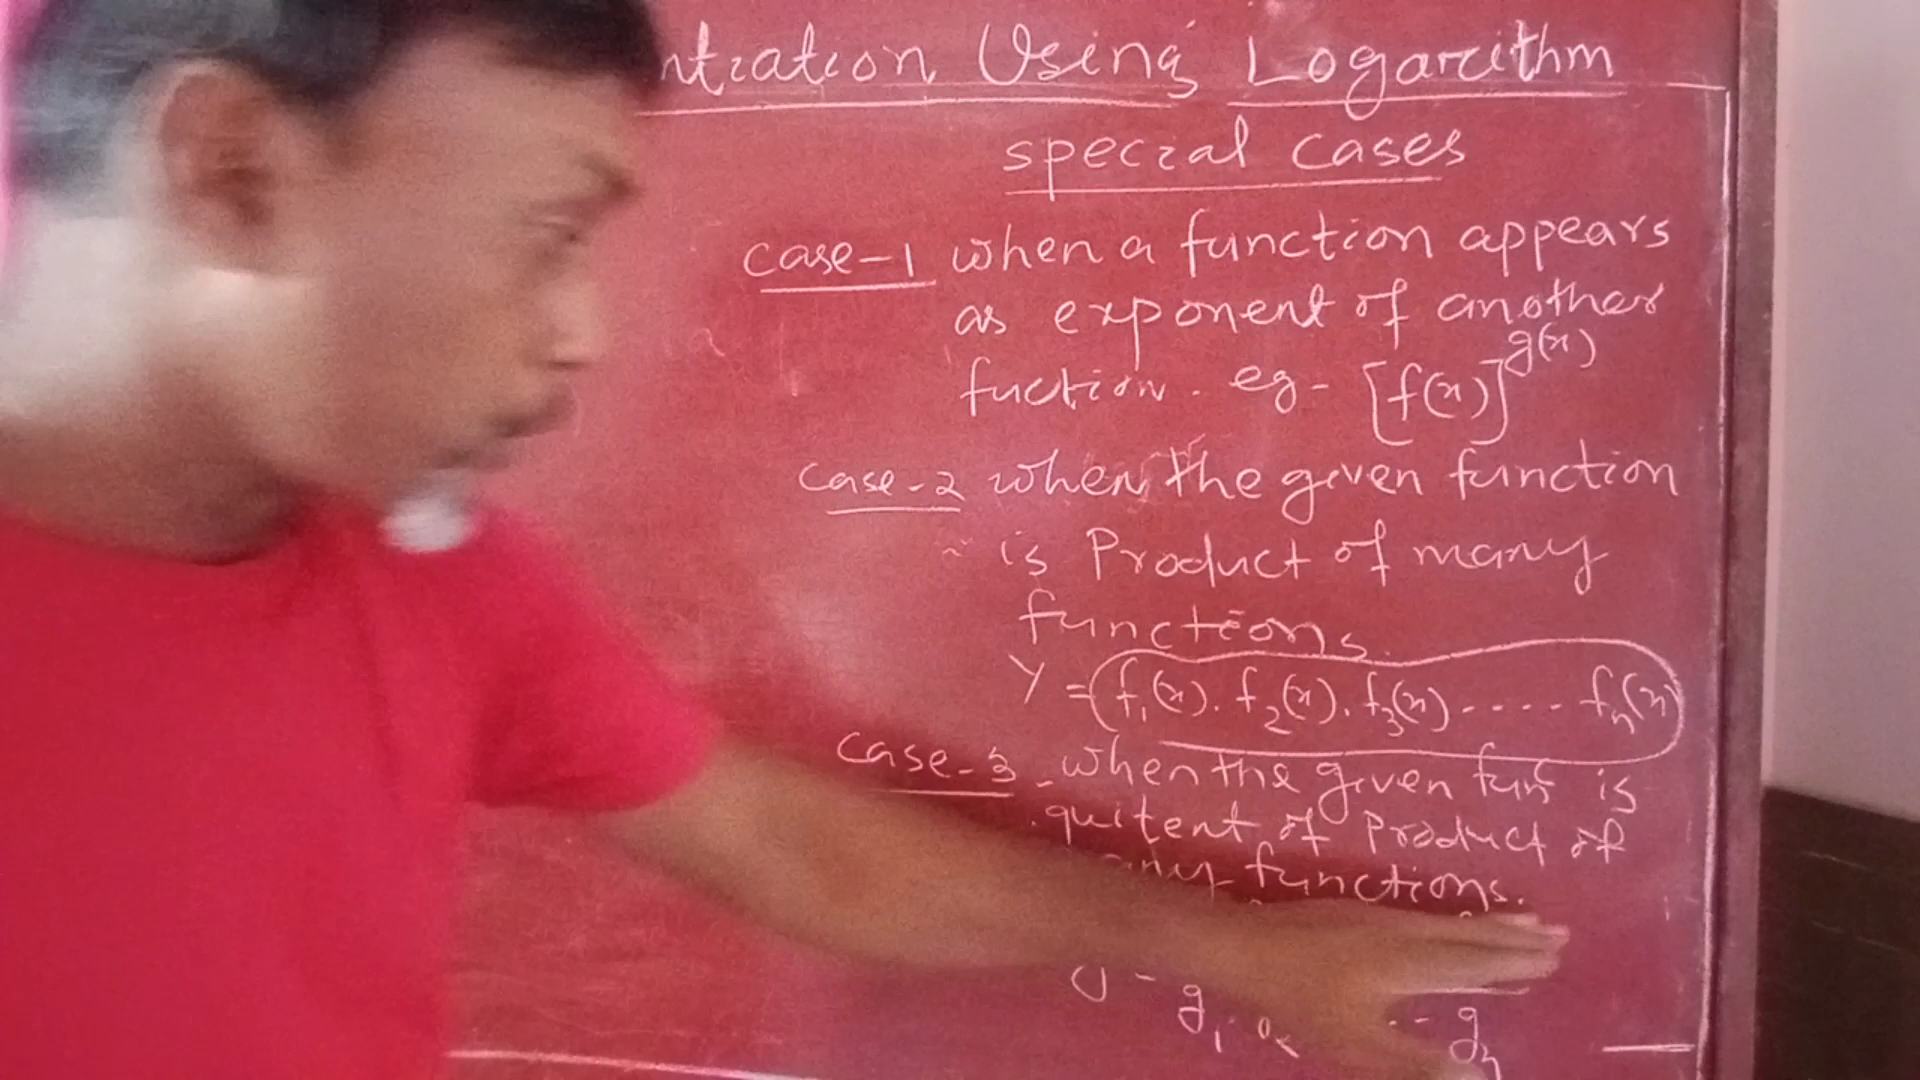 ntiation Using Logarithm
special cases
case-1 when a function appears
as exponent of another
fuction. eg- [f(x)]^g(x)
case-2 when the given function
is Product of many
functions
Y = (f₁(x). f₂(x). f₃(x) ..... fₙ(x)
case-3 - when the given fun is
quitent of Product of
functions.
g₁. .. gₙ